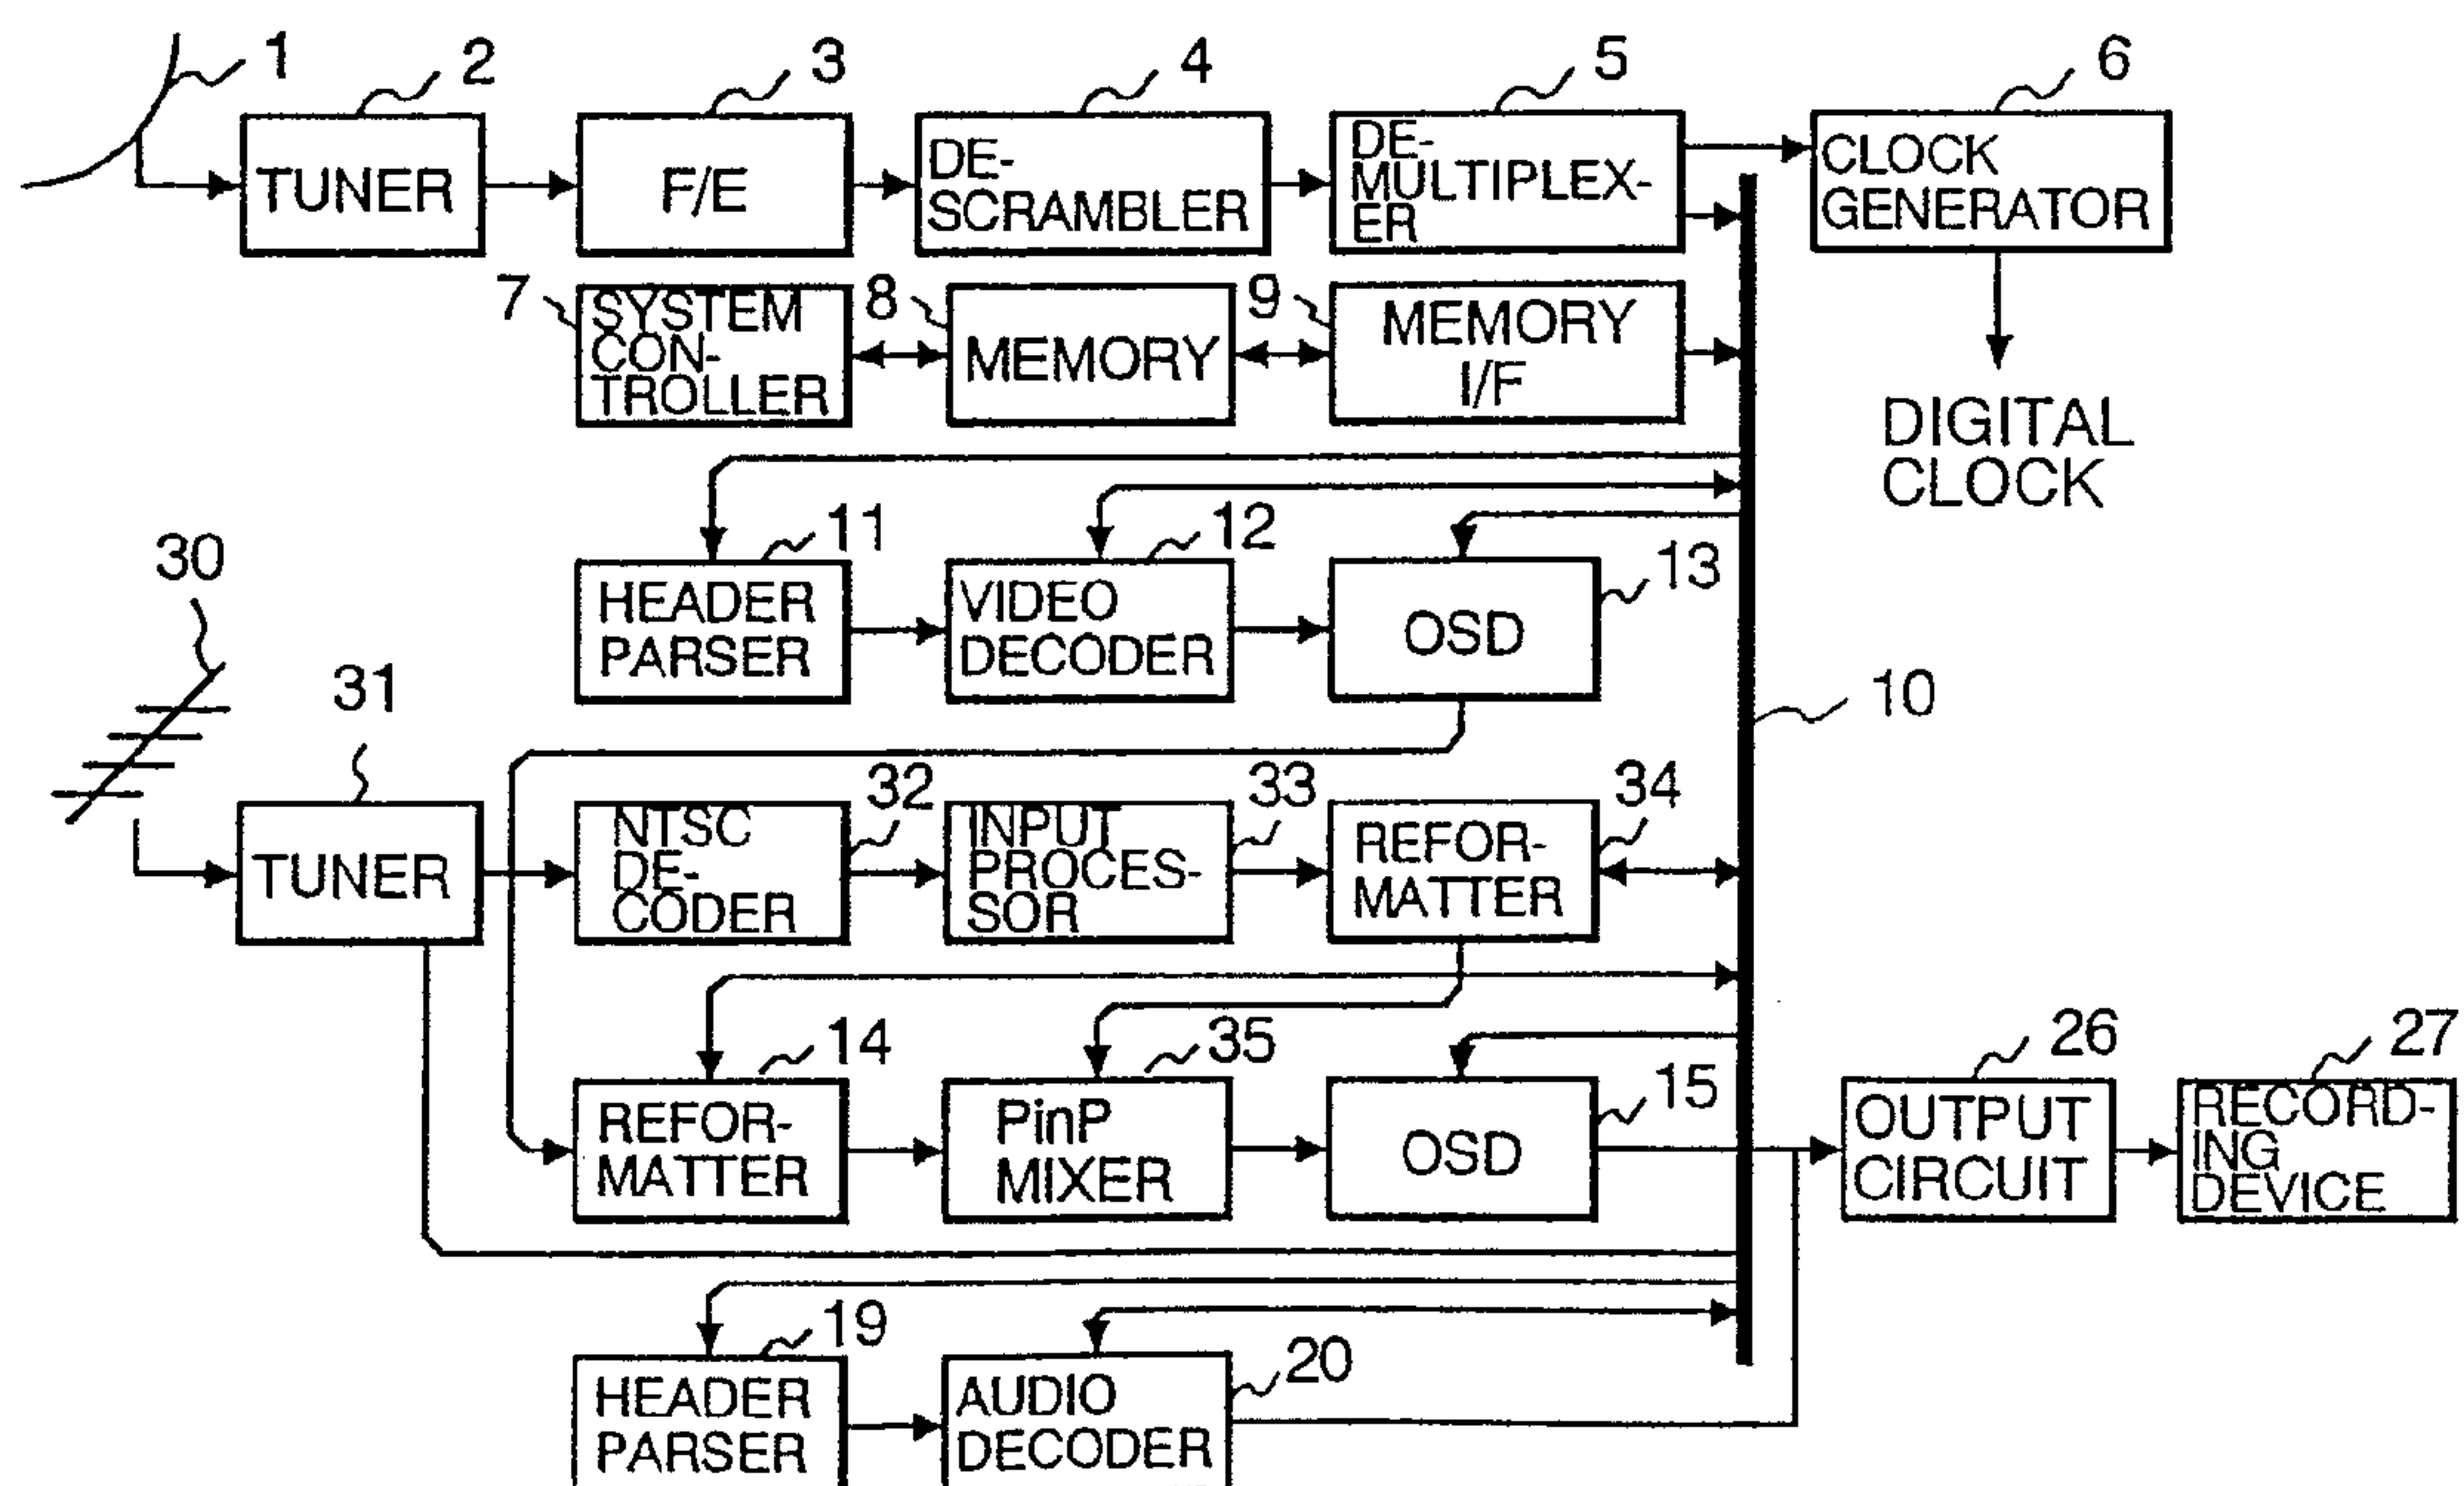 1
2
3
4
5
6
TUNER
F/E
DE-
SCRAMBLER
DE-
MULTIPLEX-
ER
CLOCK
GENERATOR
7
8
9
SYSTEM
CON-
TROLLER
MEMORY
MEMORY
I/F
DIGITAL
CLOCK
11
12
13
HEADER
PARSER
VIDEO
DECODER
OSD
10
30
31
32
33
34
TUNER
NTSC
DE-
CODER
INPUT
PROCES-
SOR
REFOR-
MATTER
14
35
15
26
27
REFOR-
MATTER
PinP
MIXER
OSD
OUTPUT
CIRCUIT
RECORD-
ING
DEVICE
19
20
HEADER
PARSER
AUDIO
DECODER